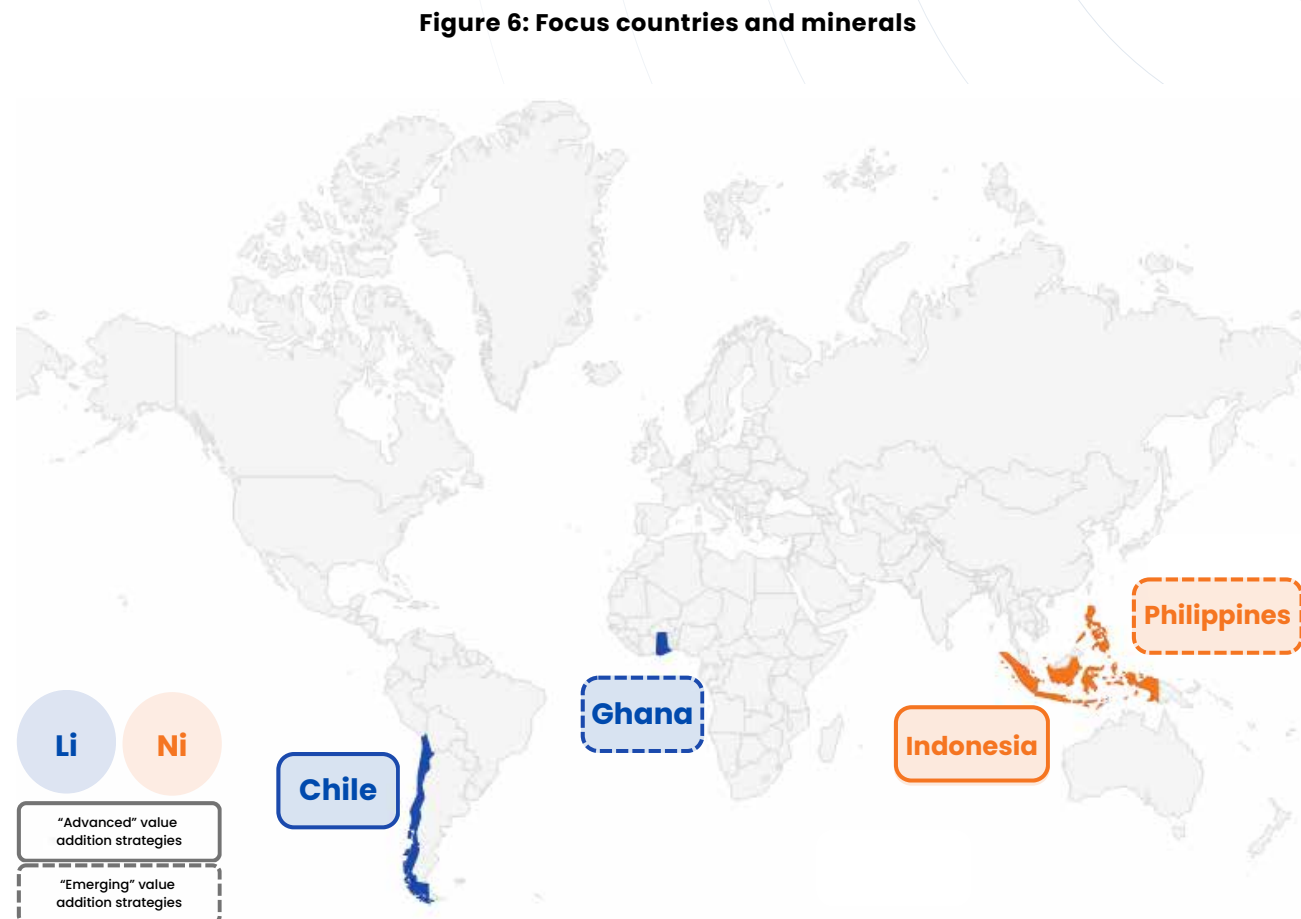 Figure 6: Focus countries and minerals
Philippines
Ghana
Indonesia
Chile
Li
Ni
“Advanced” value
addition strategies
“Emerging” value
addition strategies